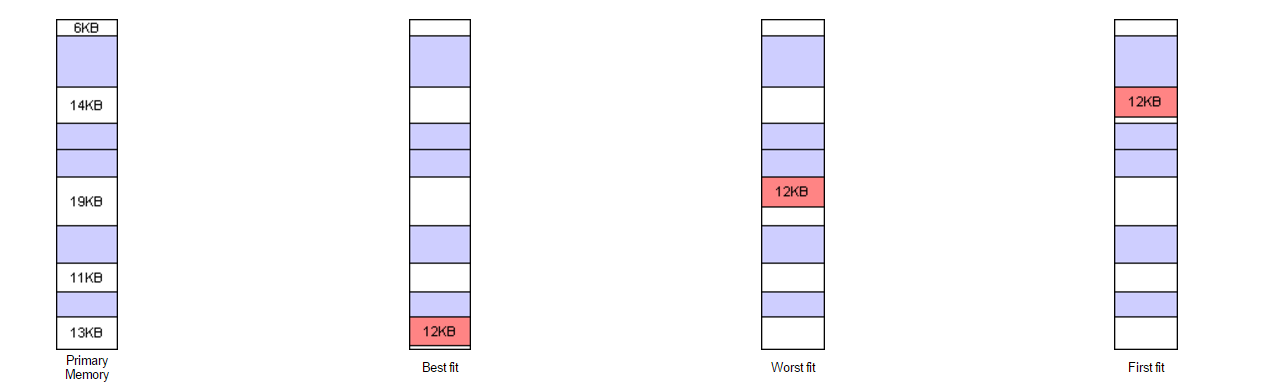 6KB
14KB
19KB
11KB
13KB
Primary
Memory
12KB
Best fit
12KB
Worst fit
12KB
First fit